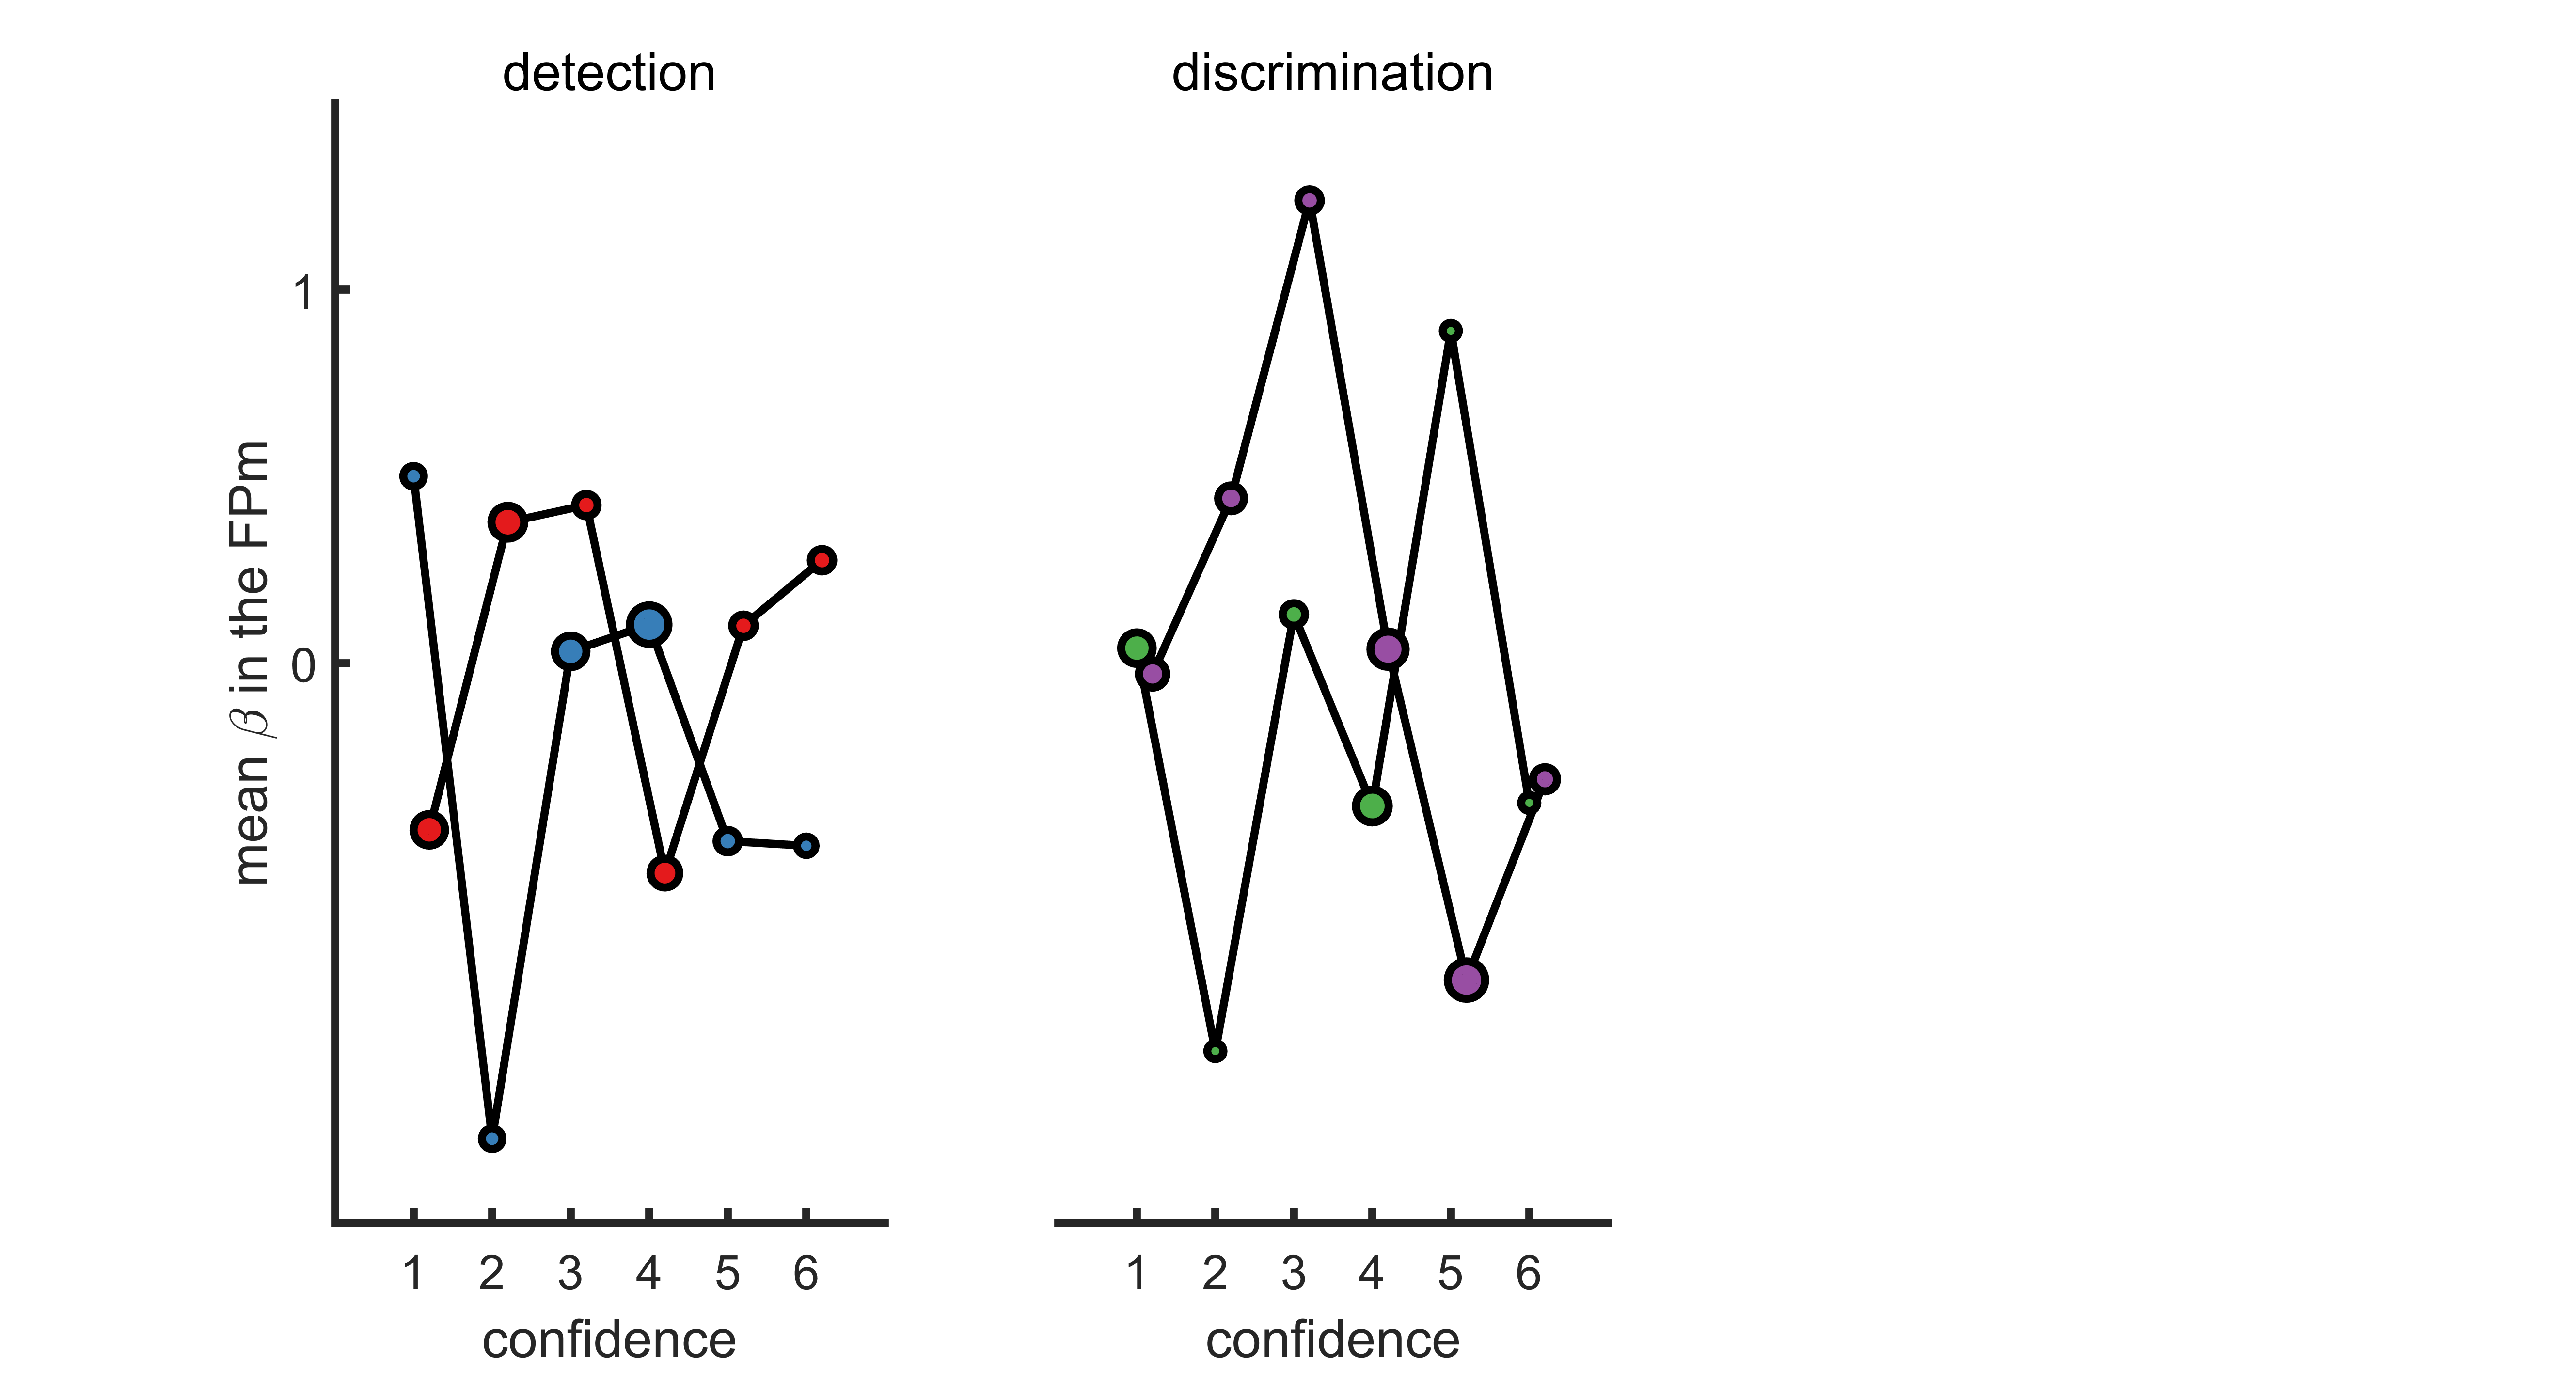 detection
discrimination
mean β in the FPm
1
0
1 2 3 4 5 6
1 2 3 4 5 6
confidence
confidence